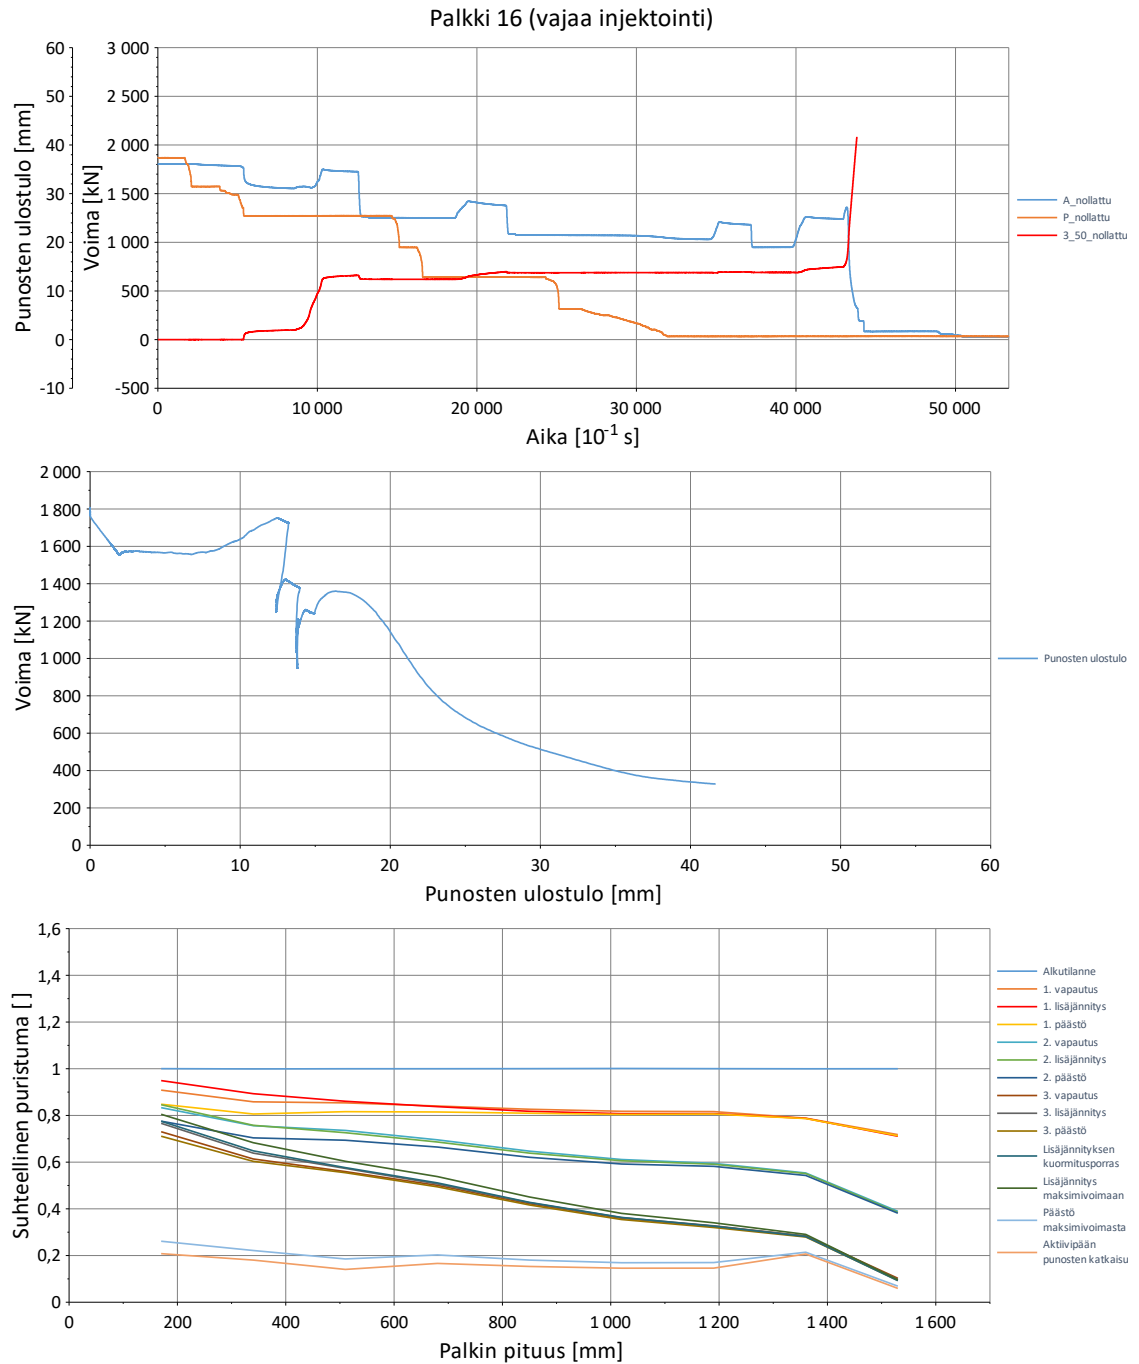 Palkki 16 (vajaa injektointi)
Punosten ulostulo [mm]
60
50
40
30
20
10
0
-10
Voima [kN]
3 000
2 500
2 000
1 500
1 000
500
0
-500
0
10 000
20 000
30 000
40 000
50 000
Aika [10⁻¹ s]
A_nollattu
P_nollattu
3_50_nollattu
Voima [kN]
2 000
1 800
1 600
1 400
1 200
1 000
800
600
400
200
0
0
10
20
30
40
50
60
Punosten ulostulo [mm]
Punosten ulostulo
Suhteellinen puristuma [ ]
1,6
1,4
1,2
1
0,8
0,6
0,4
0,2
0
0
200
400
600
800
1 000
1 200
1 400
1 600
Palkin pituus [mm]
Alkutilanne
1. vapautus
1. lisäjännitys
1. päästö
2. vapautus
2. lisäjännitys
2. päästö
3. vapautus
3. lisäjännitys
3. päästö
Lisäjännityksen
kuormitusporras
Lisäjännitys
maksimivoimaan
Päästö
maksimivoimasta
Aktiivipään
punosten katkaisu